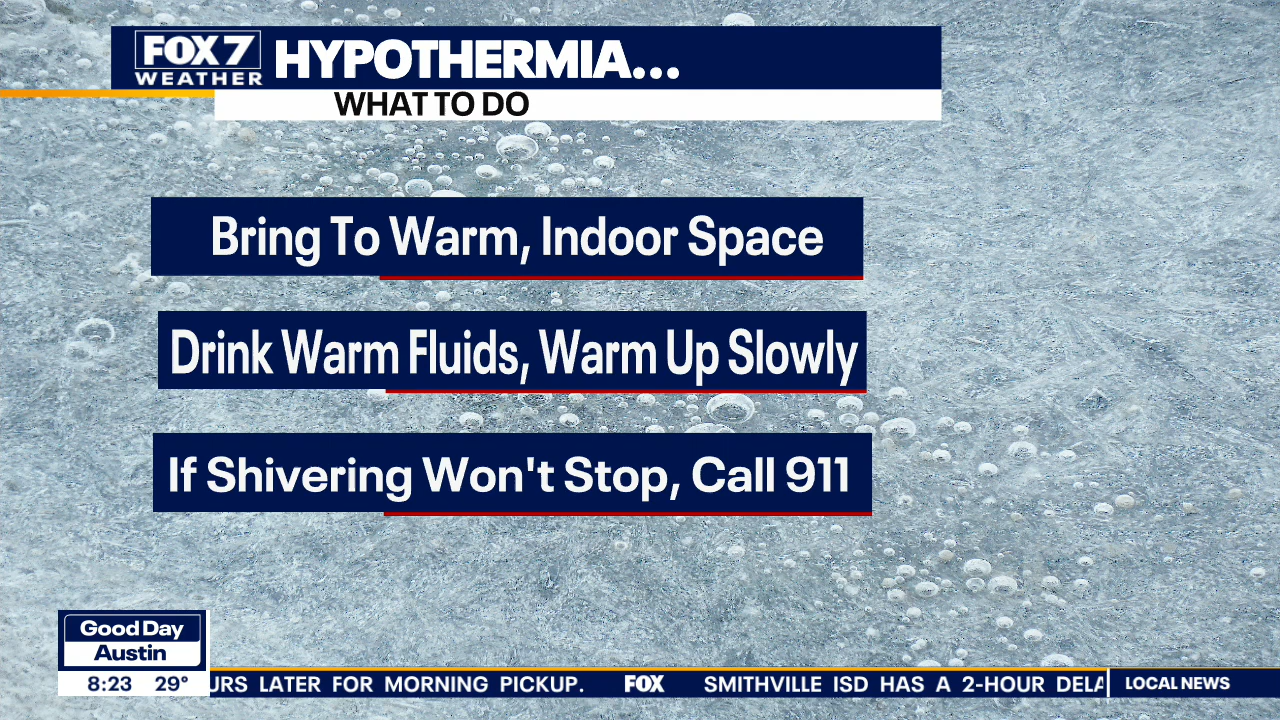 FOX 7
WEATHER
HYPOTHERMIA...
WHAT TO DO
Bring To Warm, Indoor Space
Drink Warm Fluids, Warm Up Slowly
If Shivering Won't Stop, Call 911
Good Day
Austin
8:23 29°
URS LATER FOR MORNING PICKUP. FOX SMITHVILLE ISD HAS A 2-HOUR DELA
LOCAL NEWS